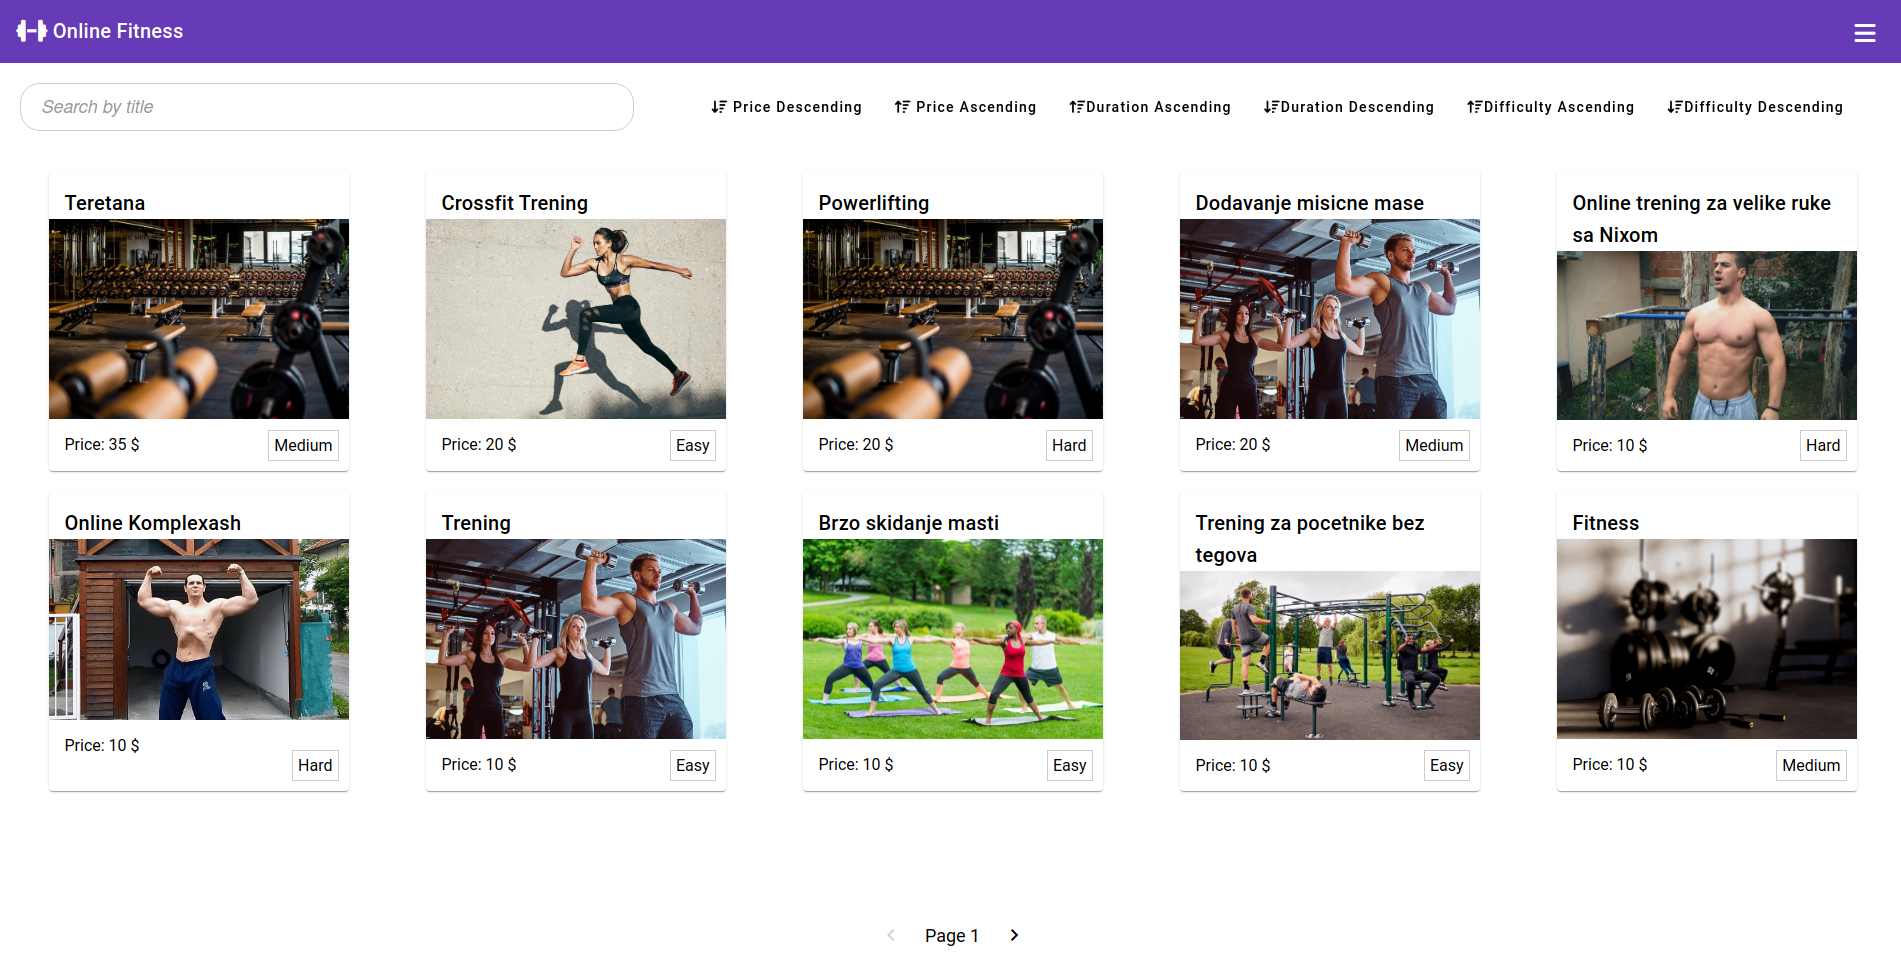 Online Fitness
Search by title
Price Descending
Price Ascending
Duration Ascending
Duration Descending
Difficulty Ascending
Difficulty Descending
Teretana
Price: 35 $
Medium
Crossfit Trening
Price: 20 $
Easy
Powerlifting
Price: 20 $
Hard
Dodavanje misicne mase
Price: 20 $
Medium
Online trening za velike ruke
sa Nixom
Price: 10 $
Hard
Online Komplexash
Price: 10 $
Hard
Trening
Price: 10 $
Easy
Brzo skidanje masti
Price: 10 $
Easy
Trening za pocetnike bez
tegova
Price: 10 $
Easy
Fitness
Price: 10 $
Medium
Page 1